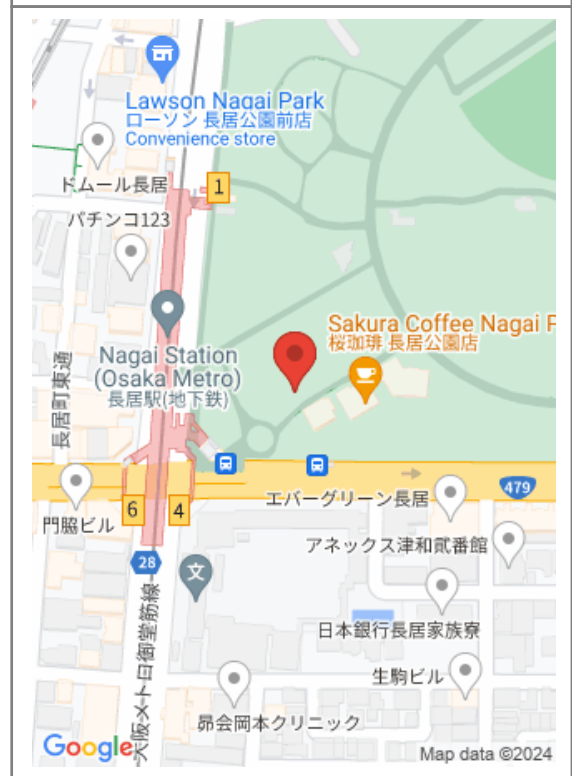 Lawson Nagai Park
ローソン 長居公園前店
Convenience store
ドムール長居
1
パチンコ123
Sakura Coffee Nagai P
桜珈琲 長居公園店
Nagai Station
(Osaka Metro)
長居駅(地下鉄)
長居町東通
479
エバーグリーン長居
門脇ビル
6
4
アネックス津和貮番館
28
文
大阪メトロ御堂筋線
日本銀行長居家族寮
生駒ビル
昴会岡本クリニック
Google
Map data ©2024